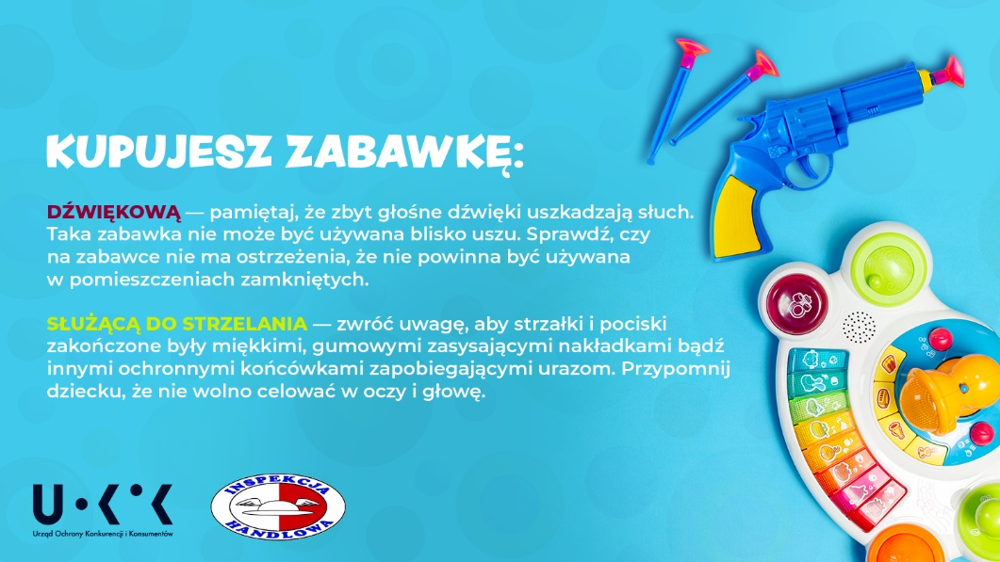 KUPUJESZ ZABAWKĘ:
DŹWIĘKOWĄ — pamiętaj, że zbyt głośne dźwięki uszkadzają słuch.
Taka zabawka nie może być używana blisko uszu. Sprawdź, czy
na zabawce nie ma ostrzeżenia, że nie powinna być używana
w pomieszczeniach zamkniętych.
SŁUŻĄCĄ DO STRZELANIA — zwróć uwagę, aby strzałki i pociski
zakończone były miękkimi, gumowymi zasysającymi nakładkami bądź
innymi ochronnymi końcówkami zapobiegającymi urazom. Przypomnij
dziecku, że nie wolno celować w oczy i głowę.
UOKiK
Urząd Ochrony Konkurencji i Konsumentów
INSPEKCJA
HANDLOWA